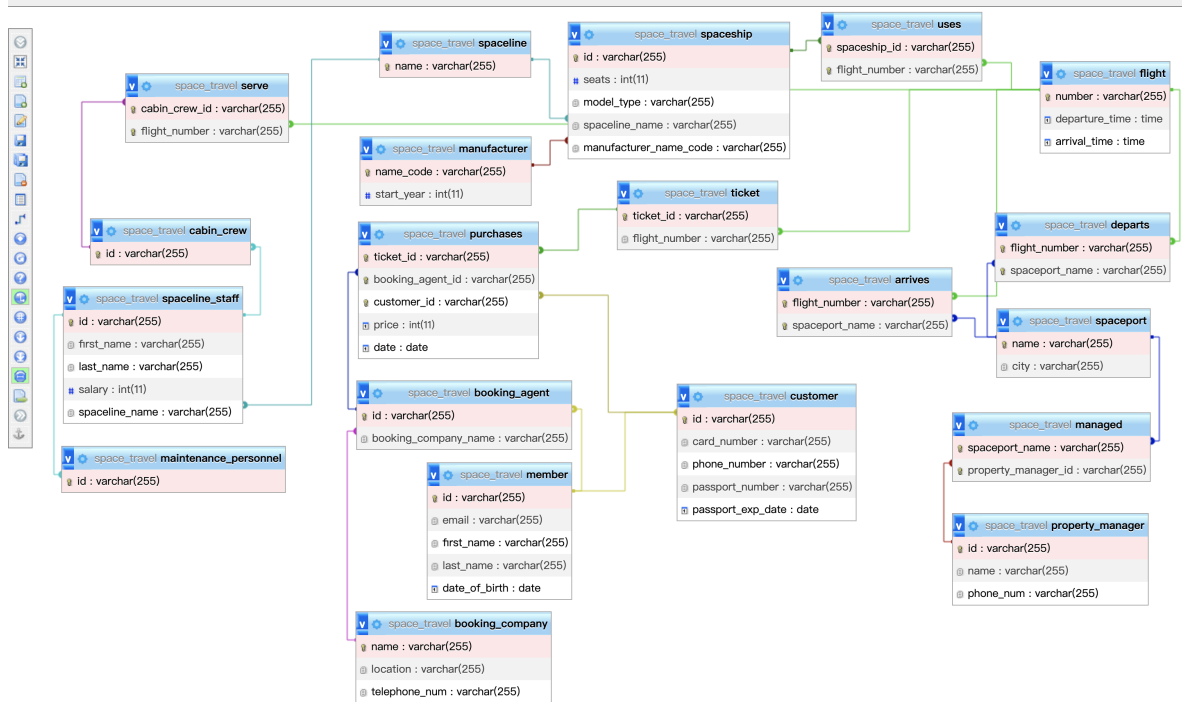 space_travel spaceline
name : varchar(255)
space_travel spaceship
id : varchar(255)
seats : int(11)
model_type : varchar(255)
spaceline_name : varchar(255)
manufacturer_name_code : varchar(255)
space_travel uses
spaceship_id : varchar(255)
flight_number : varchar(255)
space_travel flight
number : varchar(255)
departure_time : time
arrival_time : time
space_travel serve
cabin_crew_id : varchar(255)
flight_number : varchar(255)
space_travel manufacturer
name_code : varchar(255)
start_year : int(11)
space_travel ticket
ticket_id : varchar(255)
flight_number : varchar(255)
space_travel cabin_crew
id : varchar(255)
space_travel purchases
ticket_id : varchar(255)
booking_agent_id : varchar(255)
customer_id : varchar(255)
price : int(11)
date : date
space_travel departs
flight_number : varchar(255)
spaceport_name : varchar(255)
space_travel arrives
flight_number : varchar(255)
spaceport_name : varchar(255)
space_travel spaceline_staff
id : varchar(255)
first_name : varchar(255)
last_name : varchar(255)
salary : int(11)
spaceline_name : varchar(255)
space_travel spaceport
name : varchar(255)
city : varchar(255)
space_travel booking_agent
id : varchar(255)
booking_company_name : varchar(255)
space_travel customer
id : varchar(255)
card_number : varchar(255)
phone_number : varchar(255)
passport_number : varchar(255)
passport_exp_date : date
space_travel managed
spaceport_name : varchar(255)
property_manager_id : varchar(255)
space_travel maintenance_personnel
id : varchar(255)
space_travel member
id : varchar(255)
email : varchar(255)
first_name : varchar(255)
last_name : varchar(255)
date_of_birth : date
space_travel property_manager
id : varchar(255)
name : varchar(255)
phone_num : varchar(255)
space_travel booking_company
name : varchar(255)
location : varchar(255)
telephone_num : varchar(255)